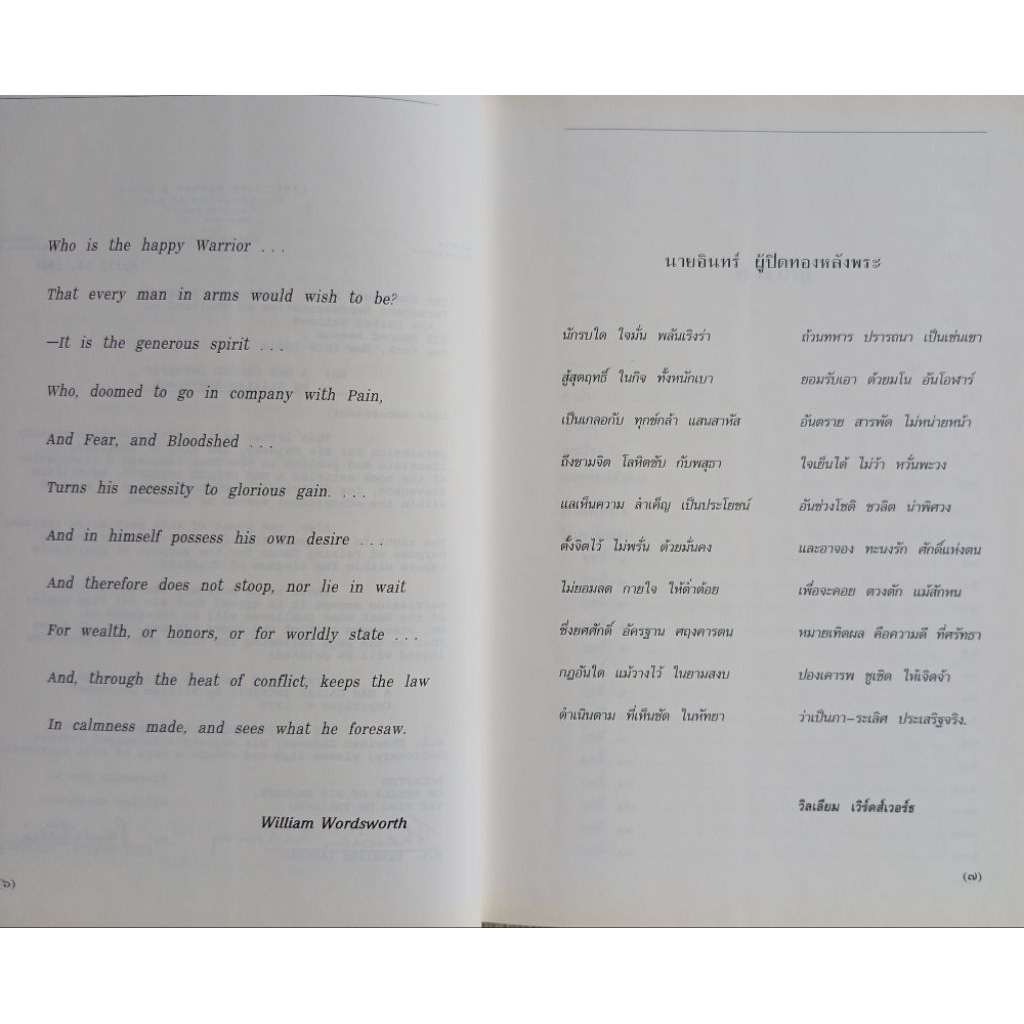 Who is the happy Warrior . . .
That every man in arms would wish to be?
—It is the generous spirit . . .
Who, doomed to go in company with Pain,
And Fear, and Bloodshed . . .
Turns his necessity to glorious gain. . . .
And in himself possess his own desire . . .
And therefore does not stoop, nor lie in wait
For wealth, or honors, or for worldly state . . .
And, through the heat of conflict, keeps the law
In calmness made, and sees what he foresaw.
William Wordsworth
๖)
นายอินทร์ ผู้ปิดทองหลังพระ
นักรบใด ใจมั่น พลันเริงร่า ถ้วนทหาร ปรารถนา เป็นเช่นเขา
สู้สุดฤทธิ์ ในกิจ ทั้งหนักเบา ยอมรับเอา ด้วยมโน อันโอฬาร์
เป็นเกลอกับ ทุกข์กล้า แสนสาหัส อันตราย สารพัด ไม่หน่ายหน้า
ถึงชามจิต โลหิตซับ กับพสุธา ใจเย็นได้ ไม่ว้า หวั่นพะวง
แลเห็นความ ลำเค็ญ เป็นประโยชน์ อันช่วงโชติ ชวลิต น่าพิศวง
ตั้งจิตไว้ ไม่พรั่น ด้วยมั่นคง และอาจอง ทะนงรัก ศักดิ์แห่งตน
ไม่ยอมลด กายใจ ให้ต่ำต้อย เพื่อจะคอย ตวงตัก แม้สักหน
ซึ่งยศศักดิ์ อัครฐาน ศฤงคารตน หมายเทิดผล คือความดี ที่ศรัทธา
กฎอันใด แม้วางไว้ ในยามสงบ ปองเคารพ ชูเชิด ให้เจิดจ้า
ดำเนินตาม ที่เห็นชัด ในหัทยา ว่าเป็นภา-ระเลิศ ประเสริฐจริง.
วิลเลียม เวิร์ดส์เวอร์ธ
(๗)